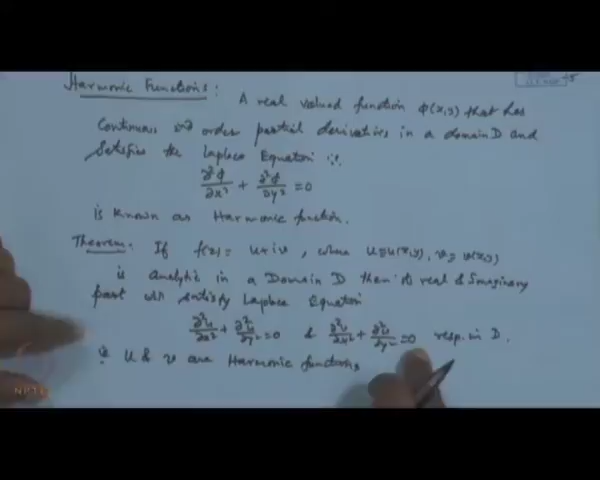 Harmonic Functions : A real valued function φ(x,y) that has
Continuous IInd order partial derivatives in a domain D and
Satisfies the Laplace Equation i.e.
∂²φ/∂x² + ∂²φ/∂y² = 0
is known as Harmonic function.
Theorem: If f(z) = u+iv, where u=u(x,y), v=v(x,y)
is analytic in a Domain D then real & Imaginary
part will satisfy Laplace Equation
∂²u/∂x² + ∂²u/∂y² = 0 & ∂²v/∂x² + ∂²v/∂y² = 0 resp. in D.
ie u & v are Harmonic functions
NPTEL